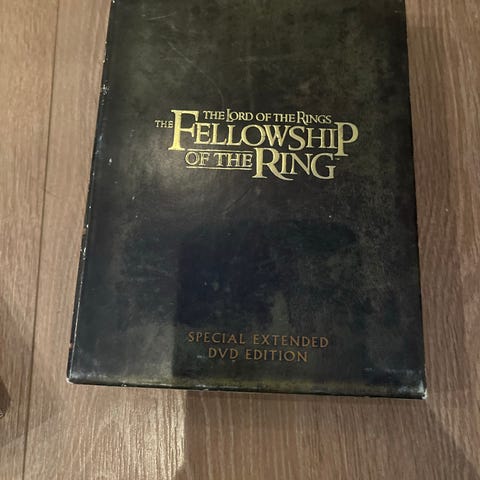 THE LORD OF THE RINGS
THE FELLOWSHIP
OF THE RING
SPECIAL EXTENDED
DVD EDITION